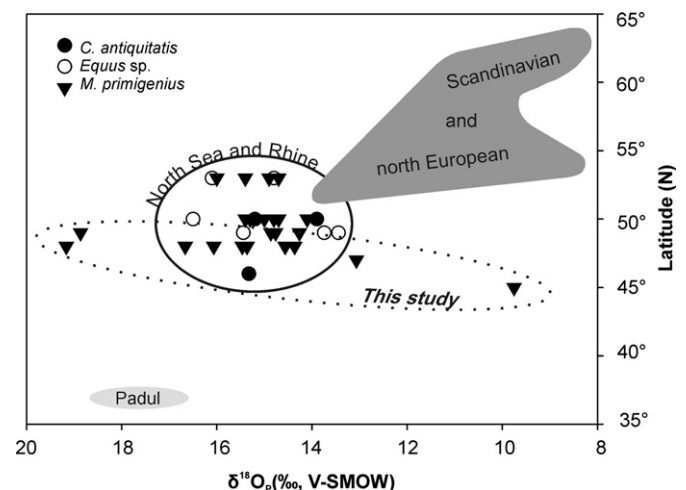 C. antiquitatis
Equus sp.
M. primigenius
North Sea and Rhine
Scandinavian
and
north European
This study
Padul
65°
60°
55°
50°
45°
40°
35°
Latitude (N)
20 18 16 14 12 10 8
δ¹⁸Oₚ(‰, V-SMOW)